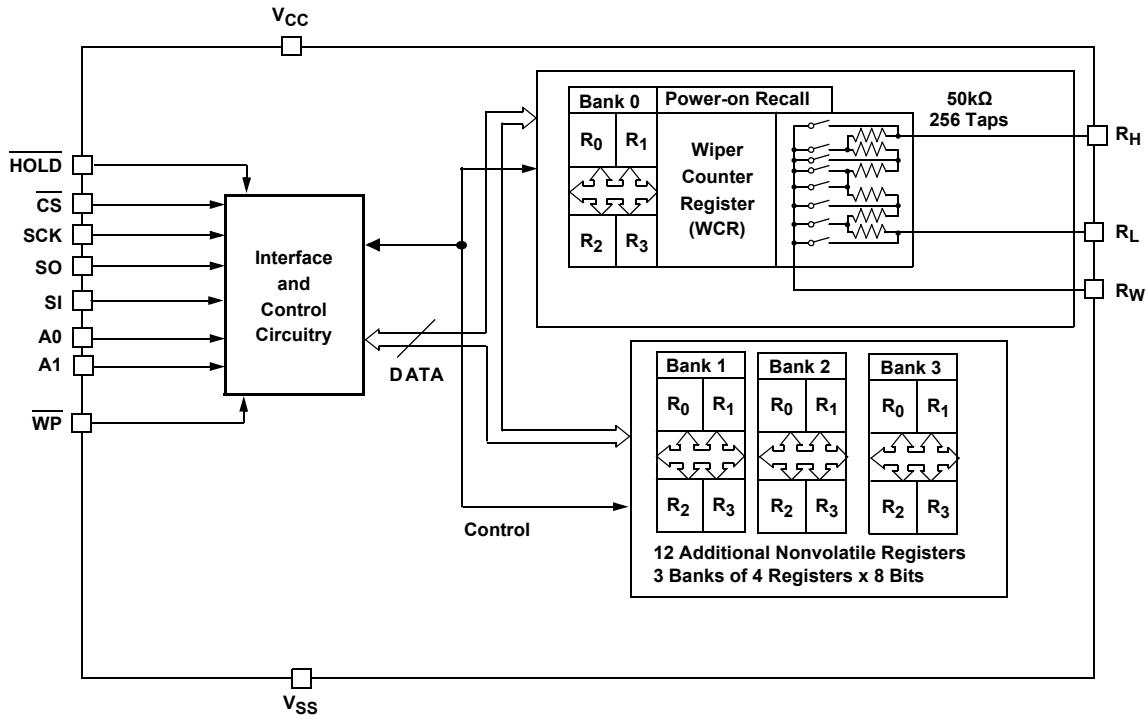 VCC
Bank 0
Power-on Recall
50kΩ
256 Taps
R0
R1
R2
R3
Wiper
Counter
Register
(WCR)
RH
RL
RW
HOLD
CS
SCK
SO
SI
A0
A1
WP
Interface
and
Control
Circuitry
DATA
Control
Bank 1
Bank 2
Bank 3
R0
R1
R0
R1
R0
R1
R2
R3
R2
R3
R2
R3
12 Additional Nonvolatile Registers
3 Banks of 4 Registers x 8 Bits
VSS